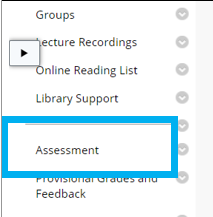 Groups
Lecture Recordings
Online Reading List
Library Support
Assessment
Provisional Grades and
Feedback